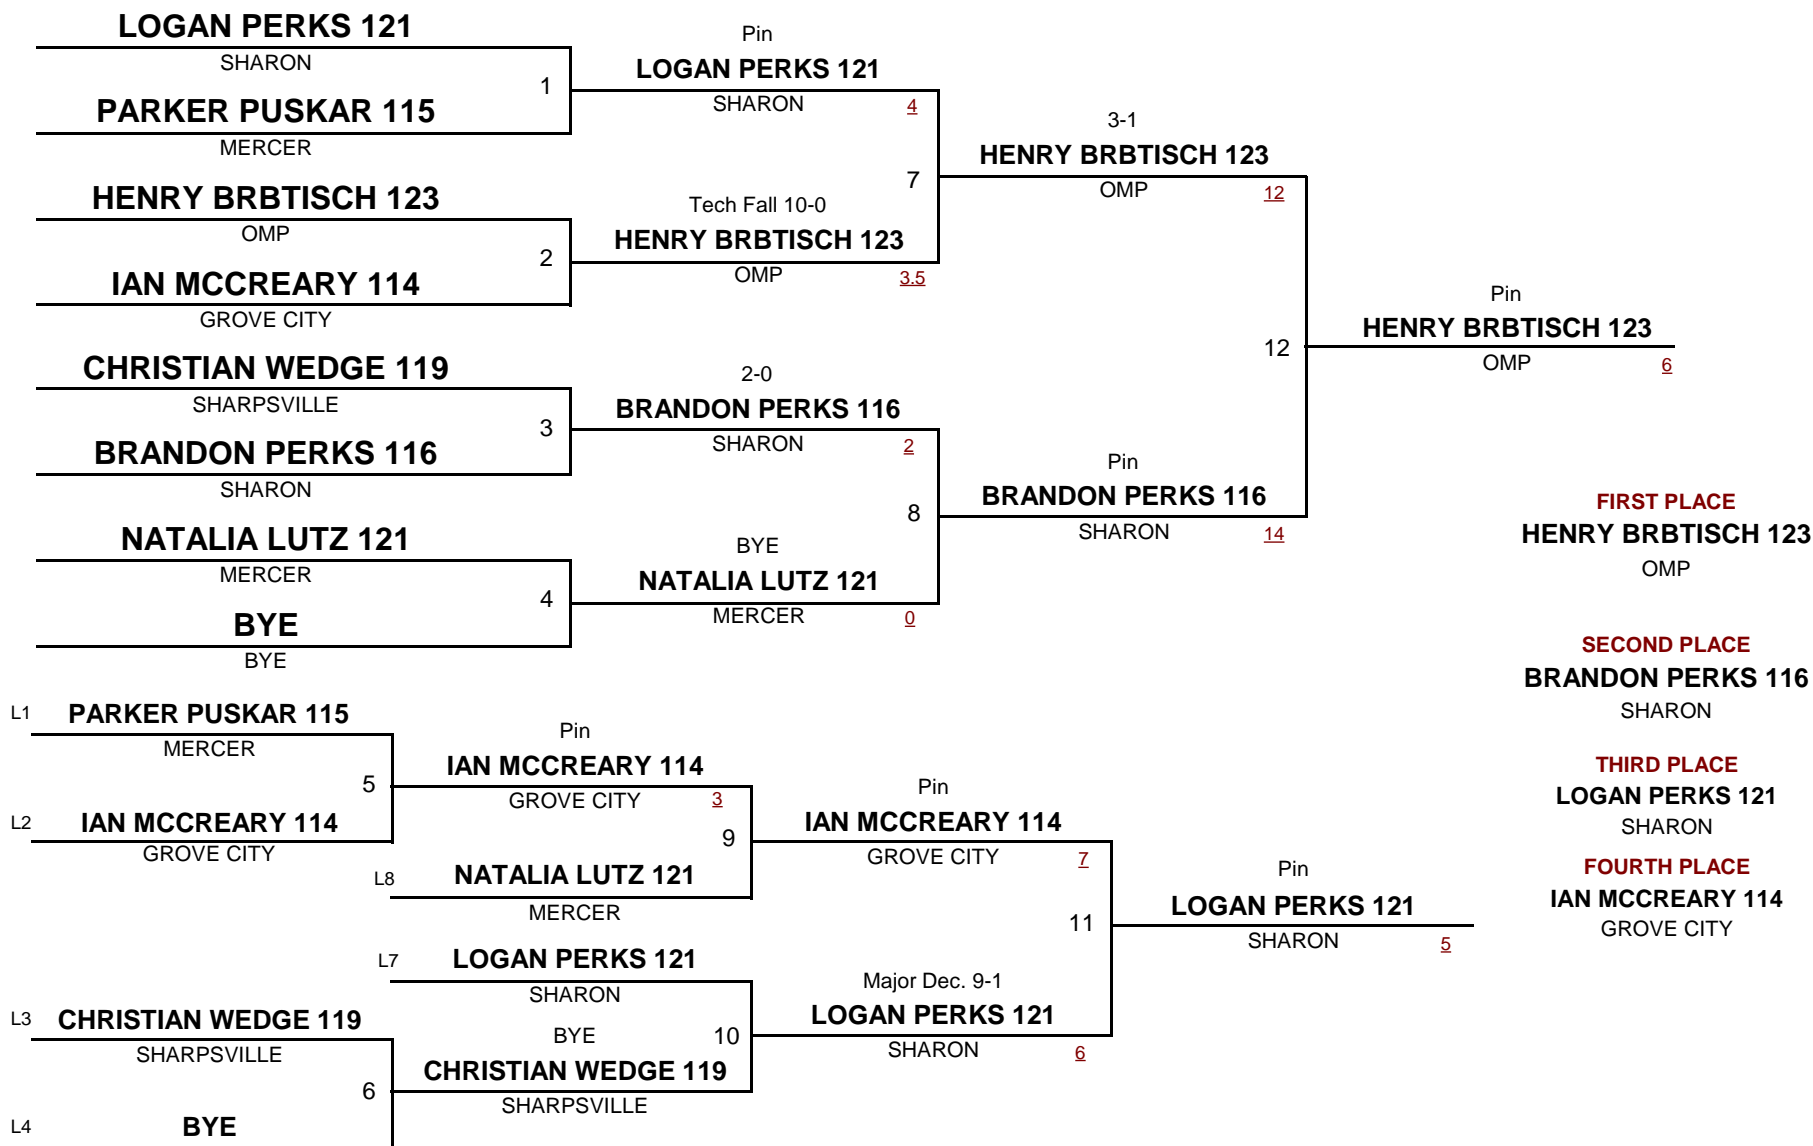 LOGAN PERKS 121
SHARON
1
PARKER PUSKAR 115
MERCER
HENRY BRBTISCH 123
OMP
2
IAN MCCREARY 114
GROVE CITY
CHRISTIAN WEDGE 119
SHARPSVILLE
3
BRANDON PERKS 116
SHARON
NATALIA LUTZ 121
MERCER
4
BYE
BYE
Pin
LOGAN PERKS 121
SHARON 4
7
Tech Fall 10-0
HENRY BRBTISCH 123
OMP 3.5
2-0
BRANDON PERKS 116
SHARON 2
8
BYE
NATALIA LUTZ 121
MERCER 0
3-1
HENRY BRBTISCH 123
OMP 12
12
Pin
BRANDON PERKS 116
SHARON 14
Pin
HENRY BRBTISCH 123
OMP 6
FIRST PLACE
HENRY BRBTISCH 123
OMP
SECOND PLACE
BRANDON PERKS 116
SHARON
THIRD PLACE
LOGAN PERKS 121
SHARON
FOURTH PLACE
IAN MCCREARY 114
GROVE CITY
L1 PARKER PUSKAR 115
MERCER
5
L2 IAN MCCREARY 114
GROVE CITY
L3 CHRISTIAN WEDGE 119
SHARPSVILLE
6
L4 BYE
Pin
IAN MCCREARY 114
GROVE CITY 3
9
L8 NATALIA LUTZ 121
MERCER
L7 LOGAN PERKS 121
SHARON
BYE 10
CHRISTIAN WEDGE 119
SHARPSVILLE
Pin
IAN MCCREARY 114
GROVE CITY 7
11
Major Dec. 9-1
LOGAN PERKS 121
SHARON 6
Pin
LOGAN PERKS 121
SHARON 5